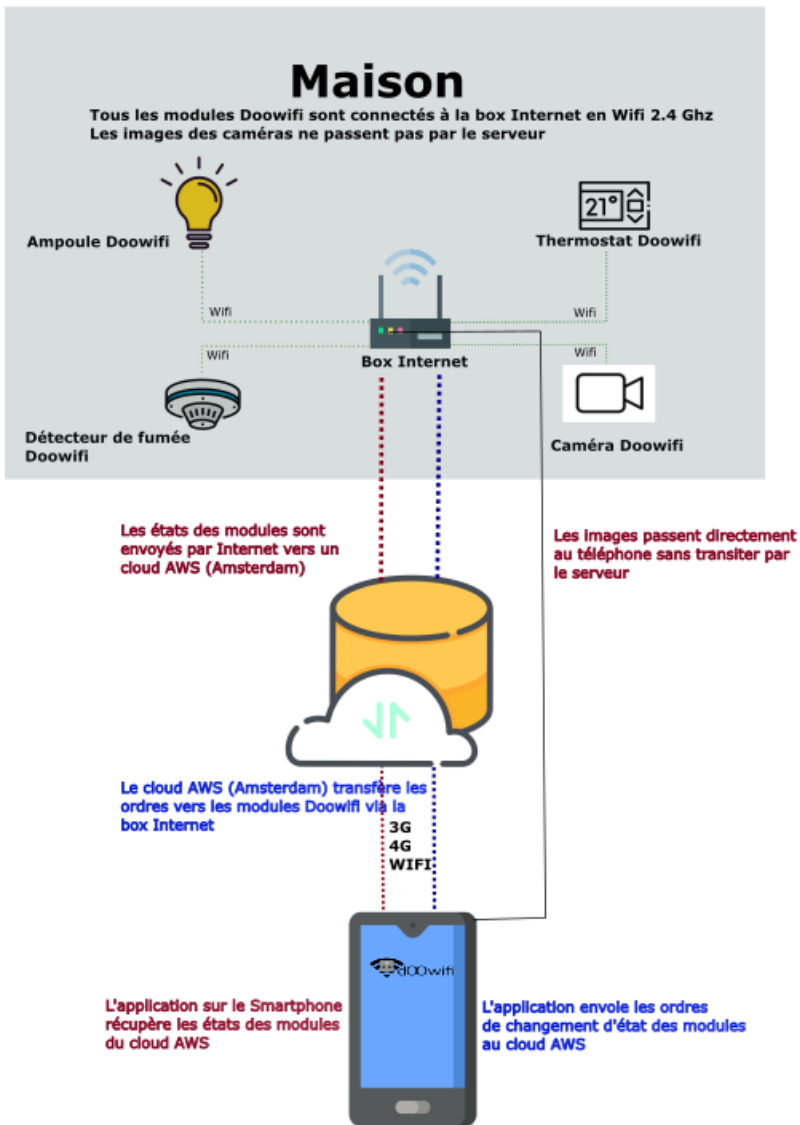 Maison
Tous les modules Doowifi sont connectés à la box Internet en Wifi 2.4 Ghz
Les images des caméras ne passent pas par le serveur
21°
Ampoule Doowifi
Thermostat Doowifi
Wifi
Wifi
Wifi
Wifi
Box Internet
Détecteur de fumée
Doowifi
Caméra Doowifi
Les états des modules sont
envoyés par Internet vers un
cloud AWS (Amsterdam)
Les images passent directement
au téléphone sans transiter par
le serveur
Le cloud AWS (Amsterdam) transfère les
ordres vers les modules Doowifi via la
box Internet
3G
4G
WIFI
doowifi
L'application sur le Smartphone
récupère les états des modules
du cloud AWS
L'application envoie les ordres
de changement d'état des modules
au cloud AWS